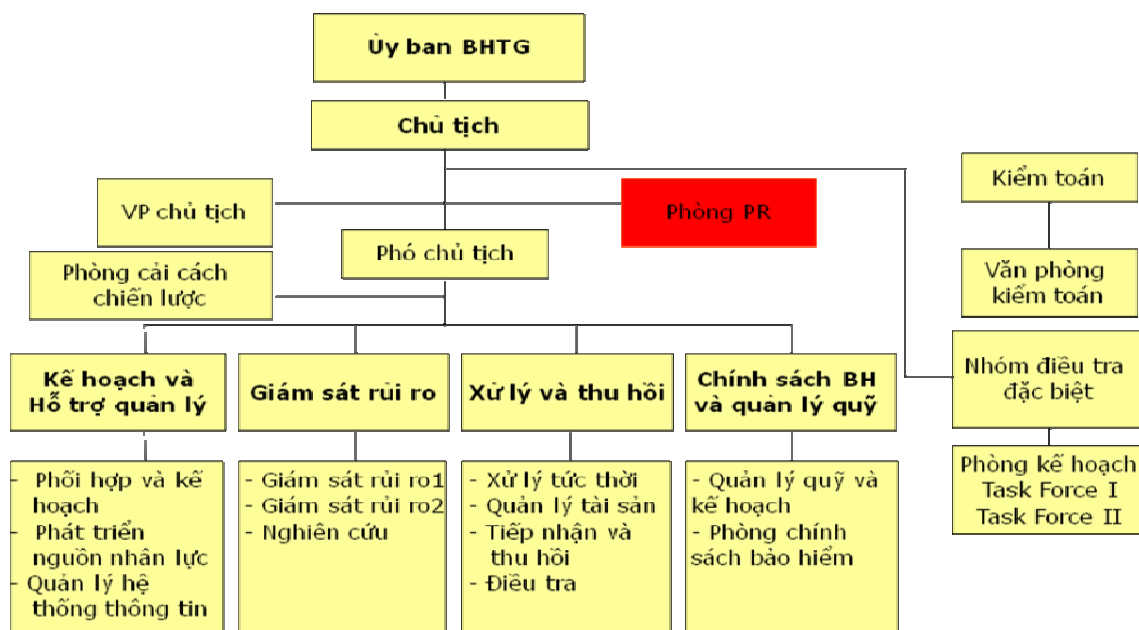 Ủy ban BHTG
Chủ tịch
VP chủ tịch
Phòng PR
Phó chủ tịch
Phòng cải cách
chiến lược
Kiểm toán
Văn phòng
kiểm toán
Nhóm điều tra
đặc biệt
Phòng kế hoạch
Task Force I
Task Force II
Kế hoạch và
Hỗ trợ quản lý
Giám sát rủi ro
Xử lý và thu hồi
Chính sách BH
và quản lý quỹ
- Phối hợp và kế
hoạch
- Phát triển
nguồn nhân lực
- Quản lý hệ
thống thông tin
- Giám sát rủi ro1
- Giám sát rủi ro2
- Nghiên cứu
- Xử lý tức thời
- Quản lý tài sản
- Tiếp nhận và
thu hồi
- Điều tra
- Quản lý quỹ và
kế hoạch
- Phòng chính
sách bảo hiểm